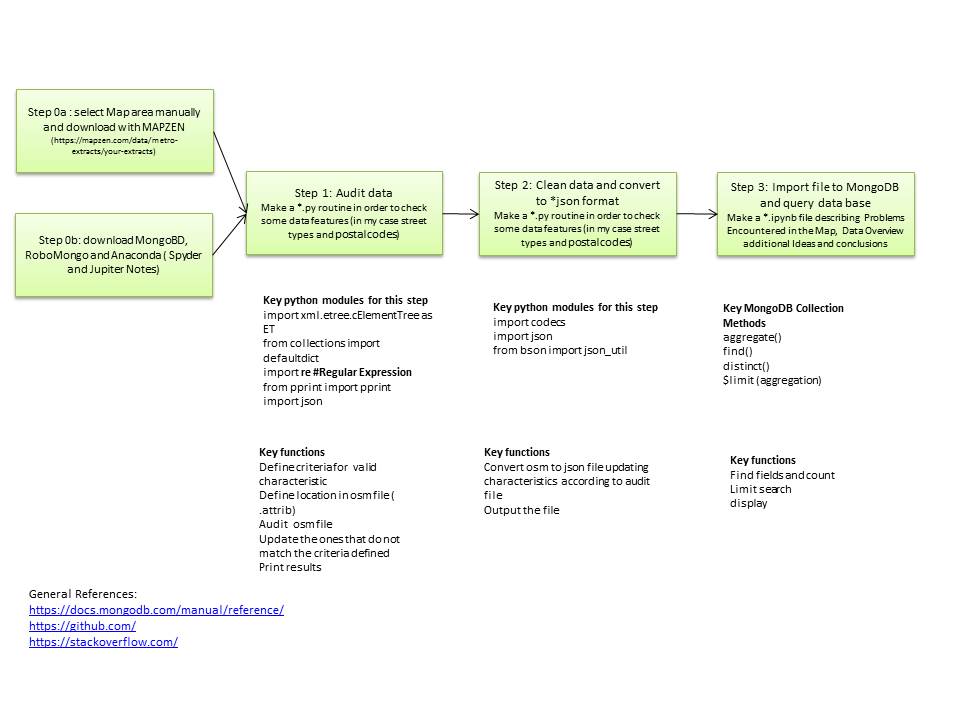 Step 0a : select Map area manually
and download with MAPZEN
(https://mapzen.com/data/metro-
extracts/your-extracts)
Step 0b: download MongoBD,
RoboMongo and Anaconda ( Spyder
and Jupiter Notes)
Step 1: Audit data
Make a *.py routine in order to check
some data features (in my case street
types and postal codes)
Step 2: Clean data and convert
to *json format
Make a *.py routine in order to check
some data features (in my case street
types and postal codes)
Step 3: Import file to MongoDB
and query data base
Make a *.ipynb file describing Problems
Encountered in the Map, Data Overview
additional Ideas and conclusions
Key python modules for this step
import xml.etree.cElementTree as
ET
from collections import
defaultdict
import re #Regular Expression
from pprint import pprint
import json
Key python modules for this step
import codecs
import json
from bson import json_util
Key MongoDB Collection
Methods
aggregate()
find()
distinct()
$limit (aggregation)
Key functions
Define criteria for valid
characteristic
Define location in osm file (
.attrib)
Audit osm file
Update the ones that do not
match the criteria defined
Print results
Key functions
Convert osm to json file updating
characteristics according to audit
file
Output the file
Key functions
Find fields and count
Limit search
display
General References:
https://docs.mongodb.com/manual/reference/
https://github.com/
https://stackoverflow.com/